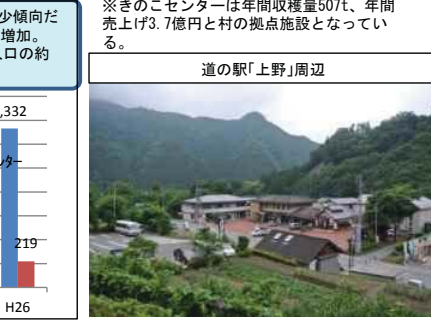 少傾向だ
増加。
人口の約
※きのこセンターは年間収穫量507t、年間
売上げ3.7億円と村の拠点施設となってい
る。
道の駅「上野」周辺
,332
ンター
219
H26